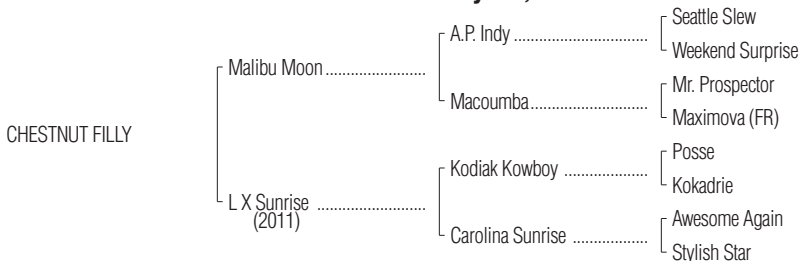 Seattle Slew
A.P. Indy ................................
Weekend Surprise
Malibu Moon ........................
Mr. Prospector
Macoumba ............................
Maximova (FR)
CHESTNUT FILLY
Posse
Kodiak Kowboy ....................
Kokadrie
L X Sunrise ..........................
(2011)
Awesome Again
Carolina Sunrise ..................
Stylish Star